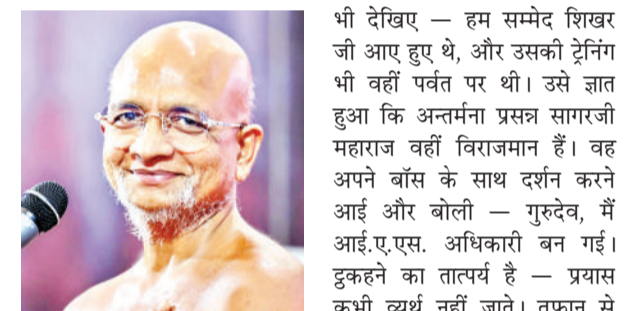 भी देखिए — हम सम्मेद शिखर
जी आए हुए थे, और उसकी ट्रेनिंग
भी वहीं पर्वत पर थी। उसे ज्ञात
हुआ कि अन्तर्मना प्रसन्न सागरजी
महाराज वहीं विराजमान हैं। वह
अपने बॉस के साथ दर्शन करने
आई और बोली — गुरुदेव, मैं
आई.ए.एस. अधिकारी बन गई।
ट्ठकहने का तात्पर्य है — प्रयास
कभी व्यर्थ नहीं जाते। तूफान से